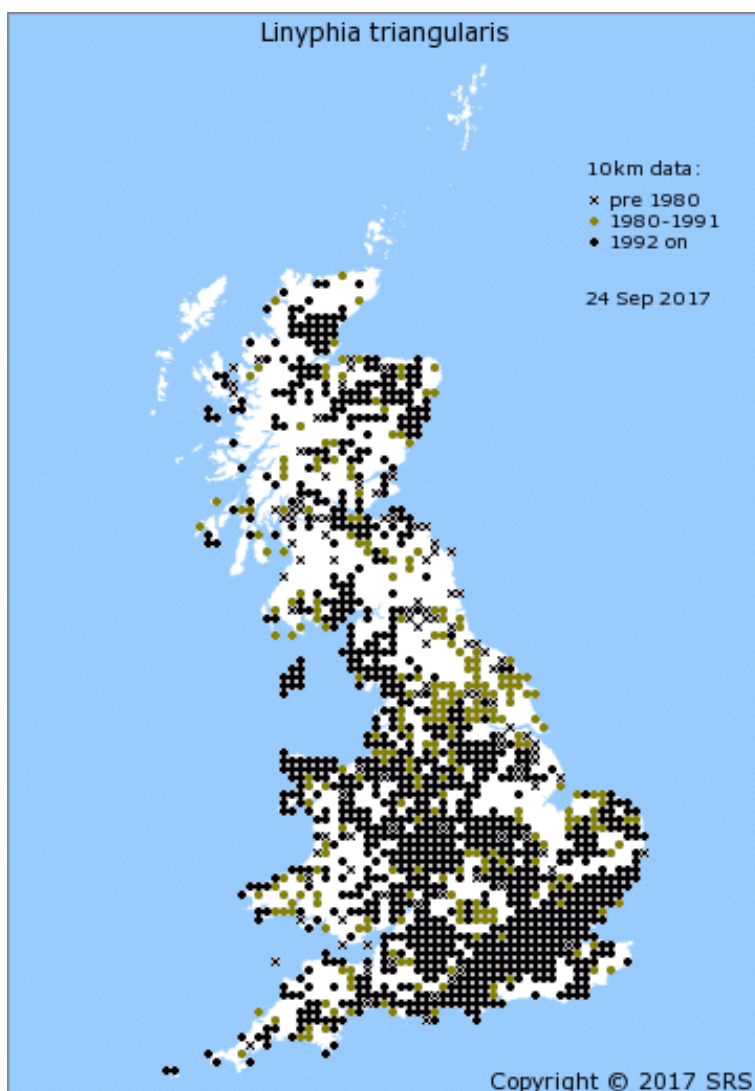 Linyphia triangularis
10km data:
pre 1980
1980-1991
1992 on
24 Sep 2017
Copyright © 2017 SRS